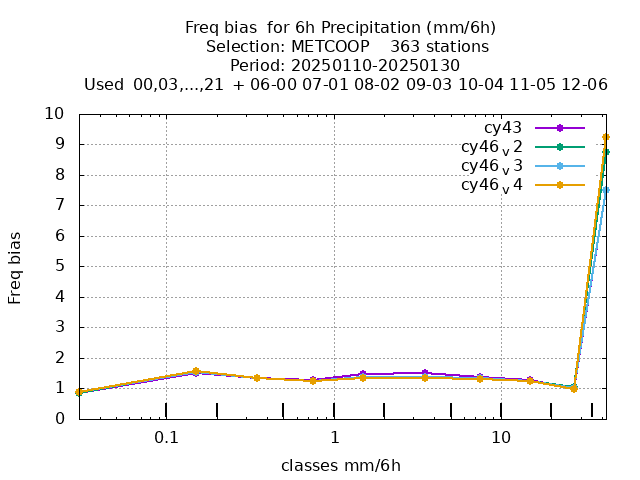 Freq bias  for 6h Precipitation (mm/6h)
Selection: METCOOP    363 stations
Period: 20250110-20250130
Used  00,03,...,21  + 06-00 07-01 08-02 09-03 10-04 11-05 12-06
10
9
8
7
6
5
4
3
2
1
0
Freq bias
cy43
cy46v2
cy46v3
cy46v4
0.1 1 10
classes mm/6h